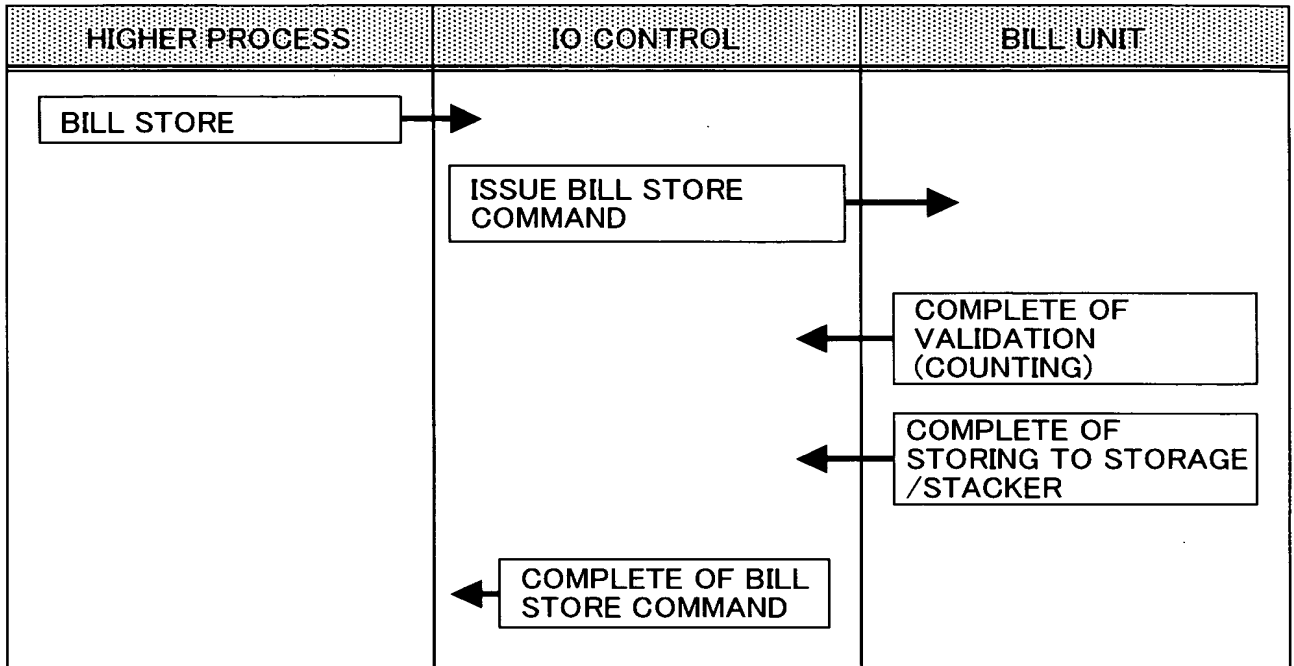 HIGHER PROCESS
IO CONTROL
BILL UNIT
BILL STORE
ISSUE BILL STORE
COMMAND
COMPLETE OF
VALIDATION
(COUNTING)
COMPLETE OF
STORING TO STORAGE
/STACKER
COMPLETE OF BILL
STORE COMMAND